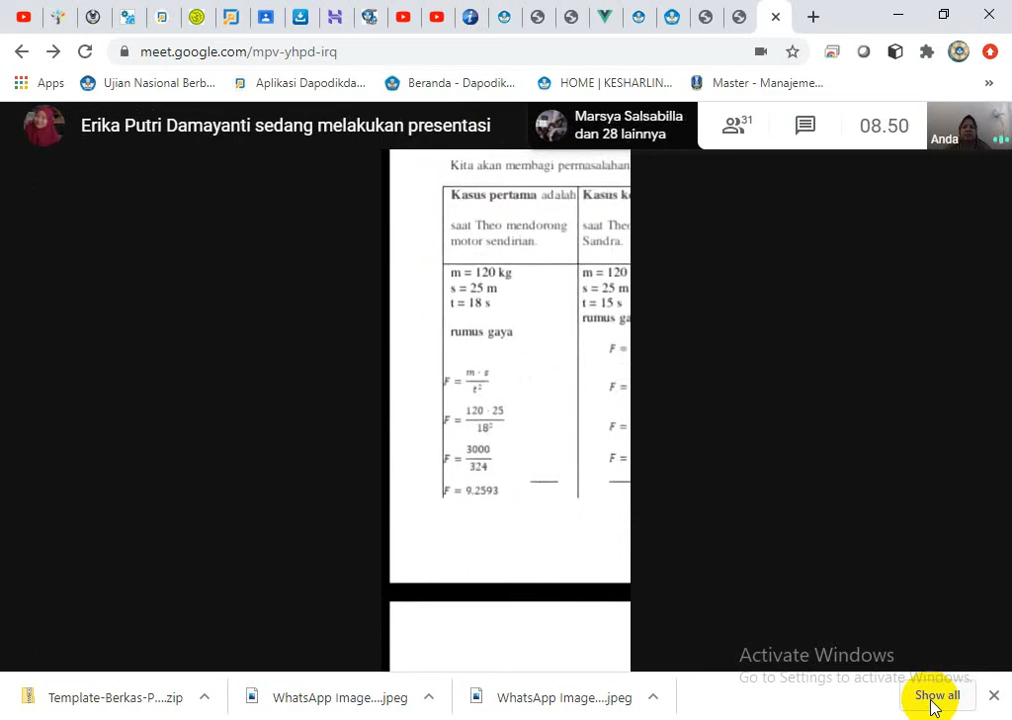 meet.google.com/mpv-yhpd-irq
Apps
Ujian Nasional Berb...
Aplikasi Dapodikda...
Beranda - Dapodik...
HOME | KESHARLIN...
Master - Manajeme...
»
Erika Putri Damayanti sedang melakukan presentasi
Marsya Salsabilla
dan 28 lainnya
31
08.50
Anda
Kita akan membagi permasalahan
Kasus pertama adalah
saat Theo mendorong
motor sendirian.
m = 120 kg
s = 25 m
t = 18 s
rumus gaya
F = m · s / t²
F = 120 · 25 / 18²
F = 3000 / 324
F = 9.2593
Kasus k
saat Theo
Sandra.
m = 120
s = 25 m
t = 15 s
rumus ga
F =
F =
F =
F =
Activate Windows
Go to Settings to activate Windows.
Template-Berkas-P....zip
WhatsApp Image....jpeg
WhatsApp Image....jpeg
Show all